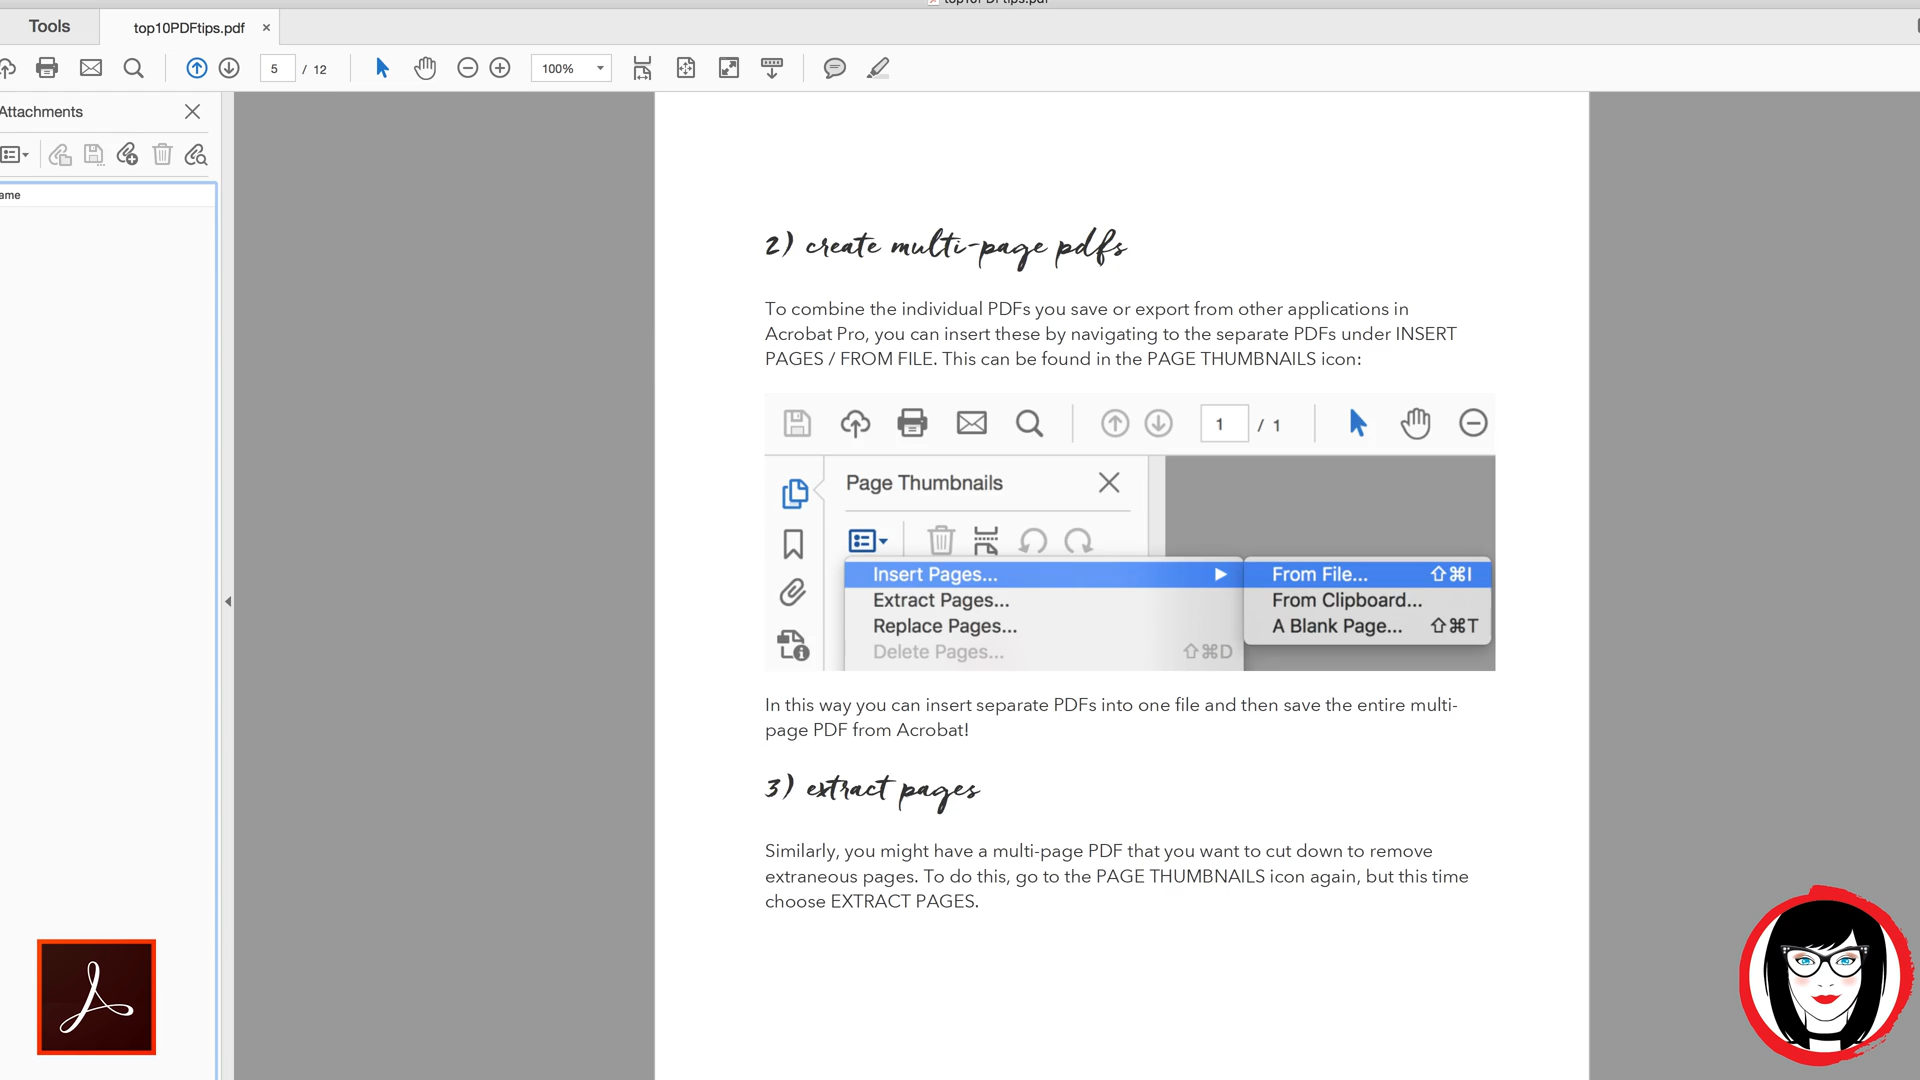 top10PDFtips.pdf
Tools
top10PDFtips.pdf
5 / 12
100%
Attachments
ame
2) create multi-page pdfs
To combine the individual PDFs you save or export from other applications in
Acrobat Pro, you can insert these by navigating to the separate PDFs under INSERT
PAGES / FROM FILE. This can be found in the PAGE THUMBNAILS icon:
1 / 1
Page Thumbnails
Insert Pages...
From File... ⇧⌘I
Extract Pages...
From Clipboard...
Replace Pages...
A Blank Page... ⇧⌘T
Delete Pages... ⇧⌘D
In this way you can insert separate PDFs into one file and then save the entire multi-
page PDF from Acrobat!
3) extract pages
Similarly, you might have a multi-page PDF that you want to cut down to remove
extraneous pages. To do this, go to the PAGE THUMBNAILS icon again, but this time
choose EXTRACT PAGES.